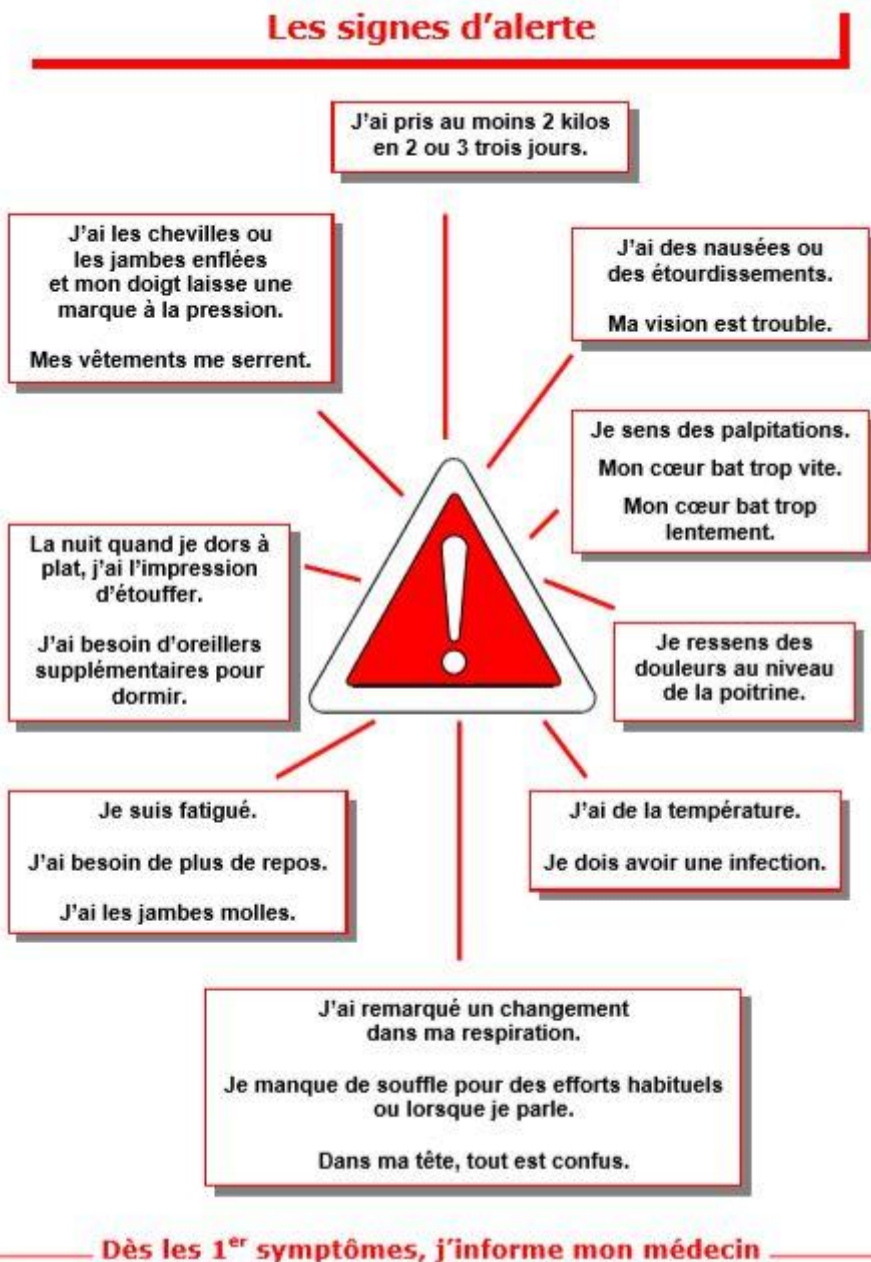 Les signes d'alerte
J'ai pris au moins 2 kilos
en 2 ou 3 trois jours.
J'ai les chevilles ou
les jambes enflées
et mon doigt laisse une
marque à la pression.
Mes vêtements me serrent.
J'ai des nausées ou
des étourdissements.
Ma vision est trouble.
Je sens des palpitations.
Mon cœur bat trop vite.
Mon cœur bat trop
lentement.
La nuit quand je dors à
plat, j'ai l'impression
d'étouffer.
J'ai besoin d'oreillers
supplémentaires pour
dormir.
Je ressens des
douleurs au niveau
de la poitrine.
Je suis fatigué.
J'ai besoin de plus de repos.
J'ai les jambes molles.
J'ai de la température.
Je dois avoir une infection.
J'ai remarqué un changement
dans ma respiration.
Je manque de souffle pour des efforts habituels
ou lorsque je parle.
Dans ma tête, tout est confus.
Dès les 1er symptômes, j'informe mon médecin